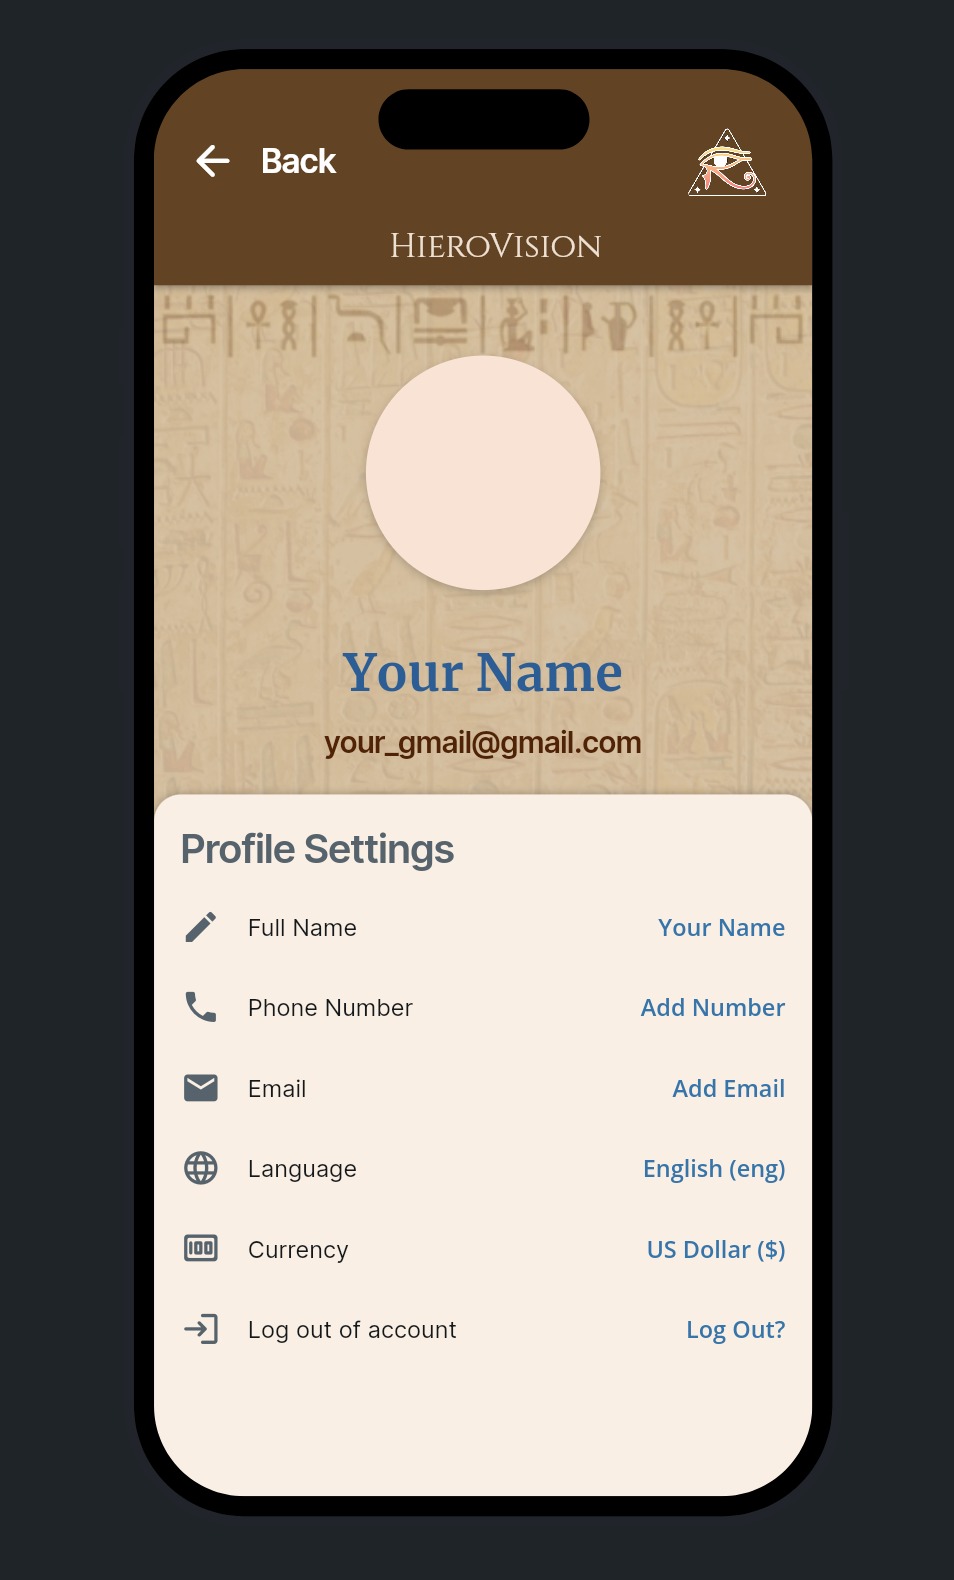 Back
HieroVision
Your Name
your_gmail@gmail.com
Profile Settings
Full Name Your Name
Phone Number Add Number
Email Add Email
Language English (eng)
Currency US Dollar ($)
Log out of account Log Out?